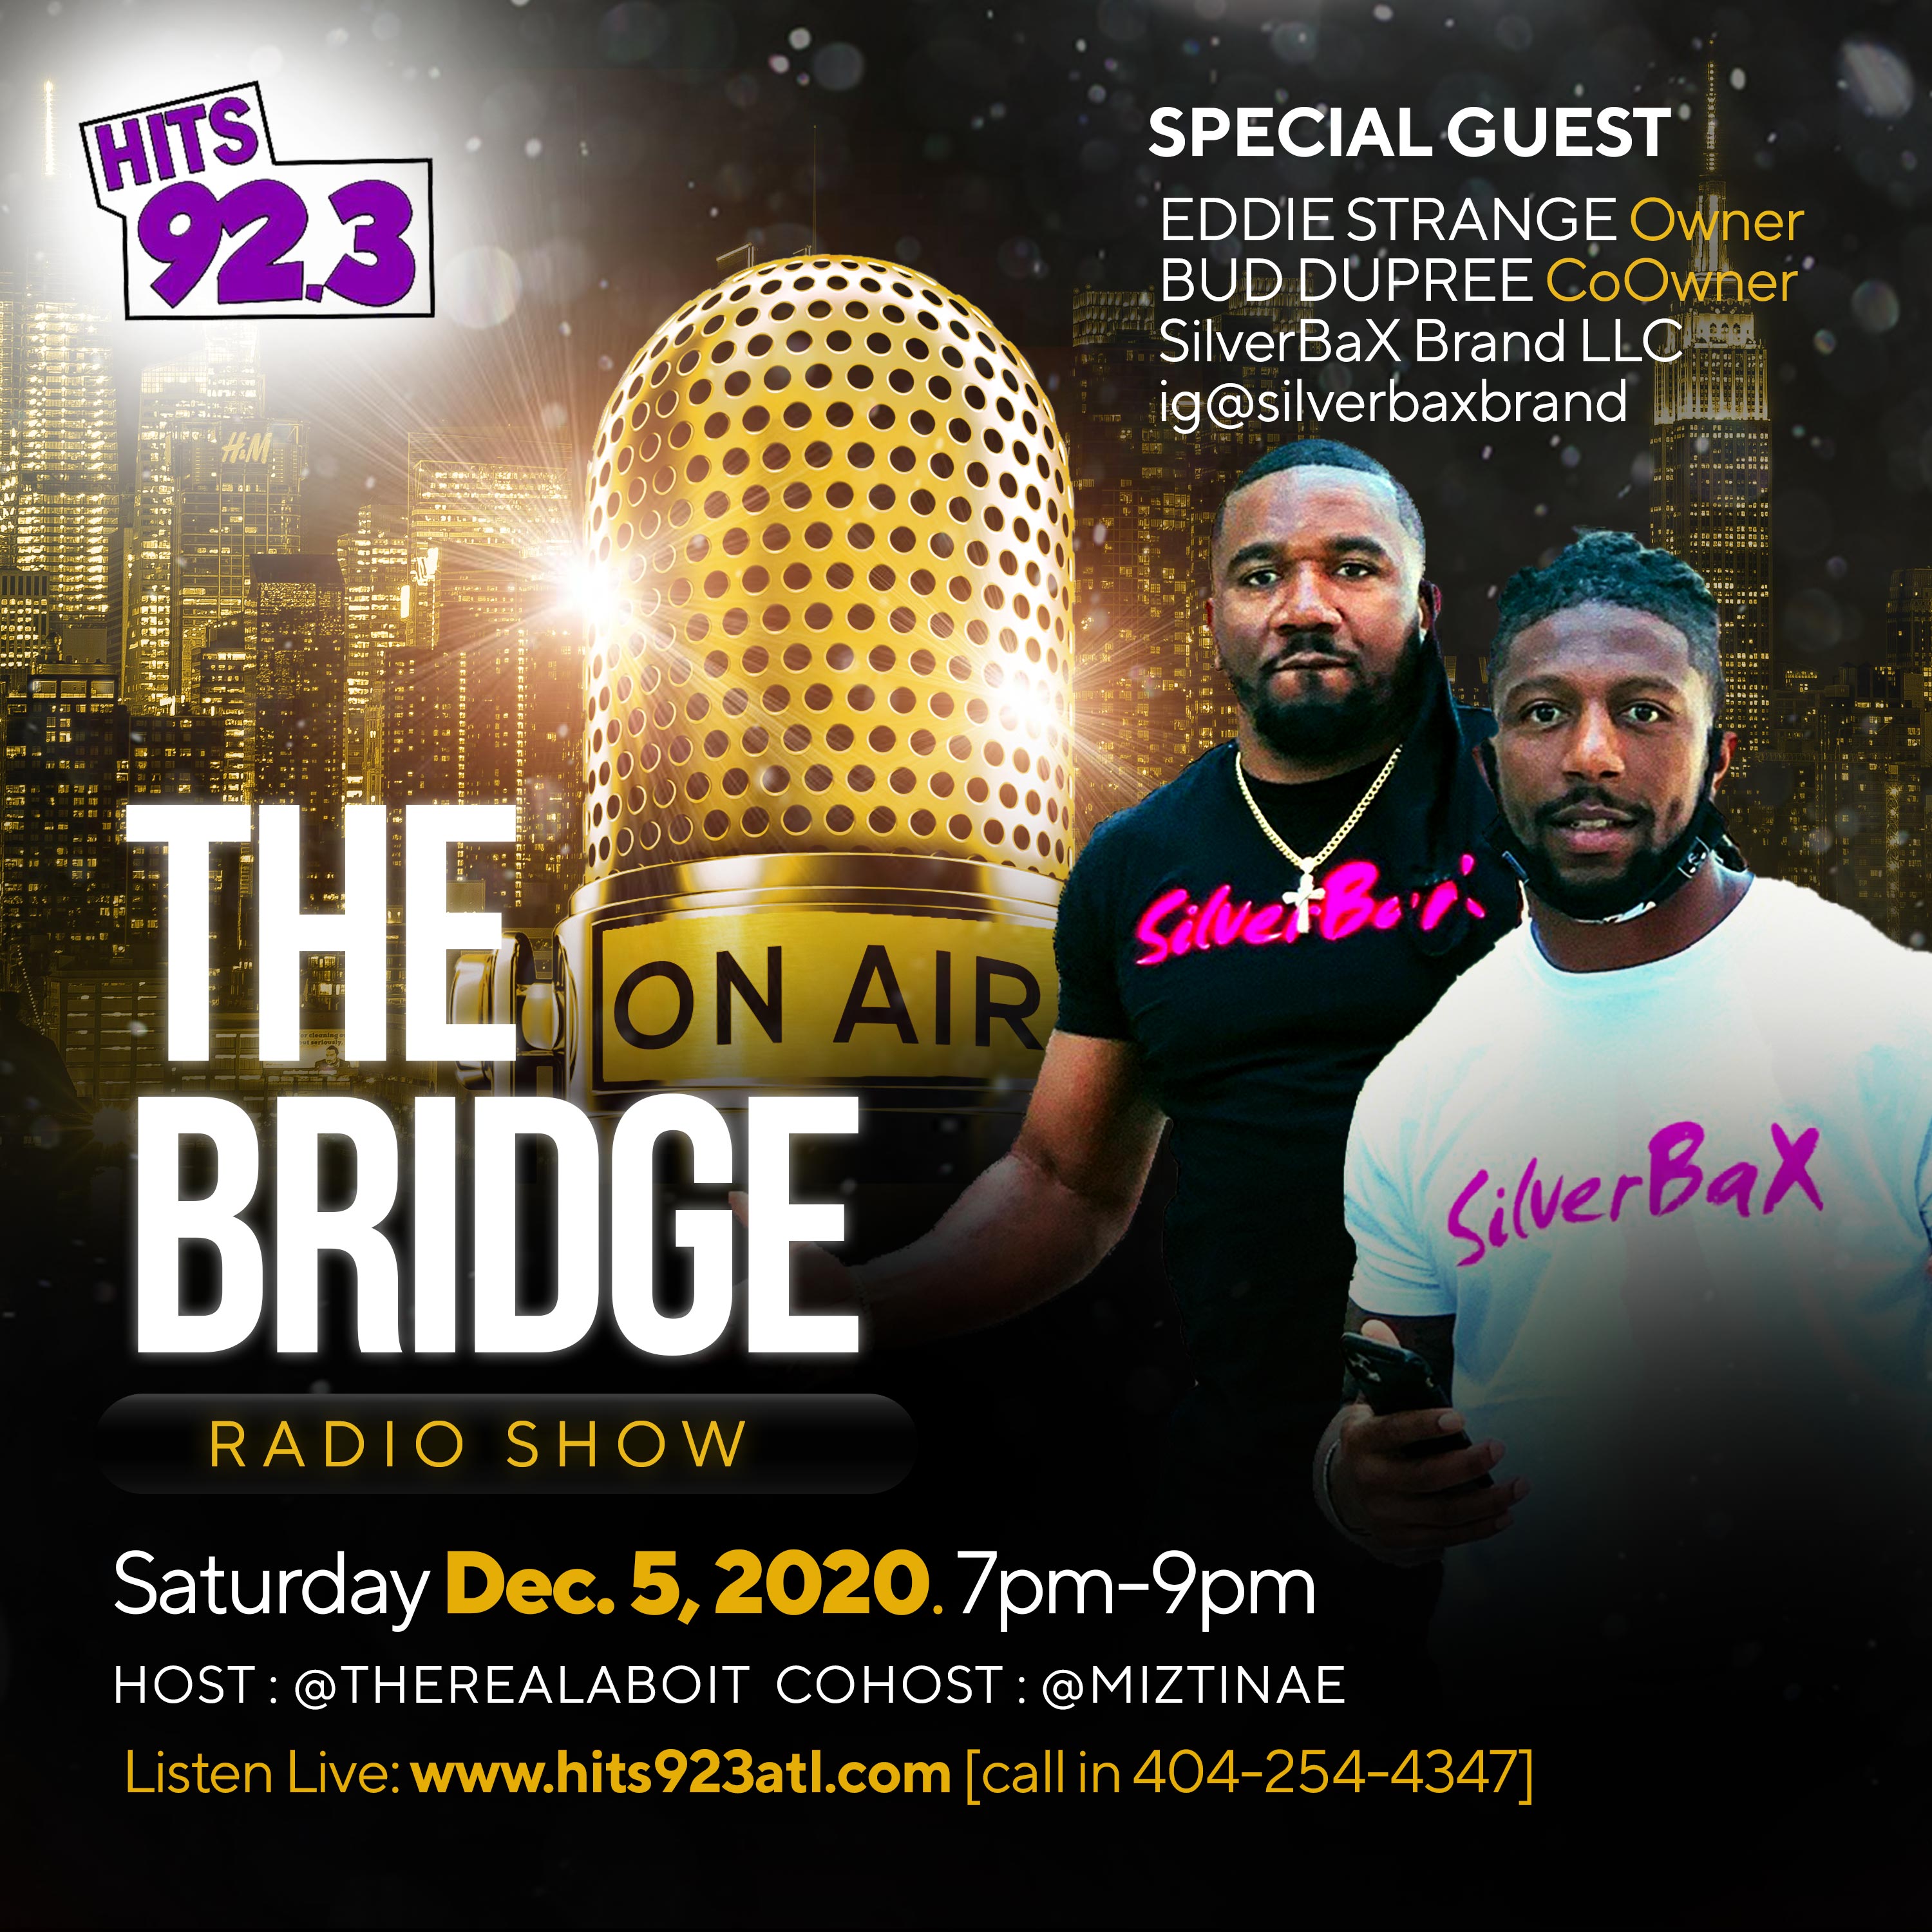 HITS
92.3
SPECIAL GUEST
EDDIE STRANGE Owner
BUD DUPREE CoOwner
SilverBaX Brand LLC
ig@silverbaxbrand
H&M
SilverBaX
ON AIR
SilverBaX
THE
BRIDGE
RADIO SHOW
Saturday Dec. 5, 2020. 7pm-9pm
HOST : @THEREALABOIT COHOST : @MIZTINAE
Listen Live: www.hits923atl.com [call in 404-254-4347]